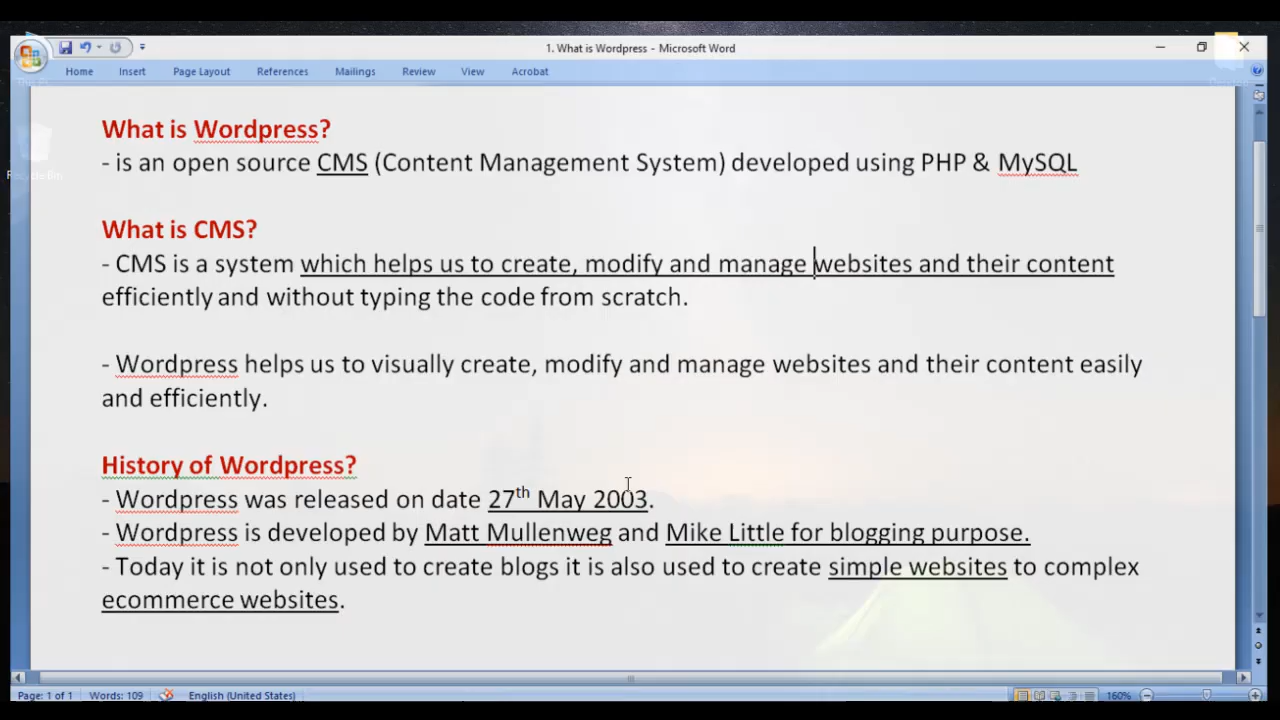 1. What is Wordpress - Microsoft Word
Home Insert Page Layout References Mailings Review View Acrobat
What is Wordpress?
- is an open source CMS (Content Management System) developed using PHP & MySQL
What is CMS?
- CMS is a system which helps us to create, modify and manage websites and their content
efficiently and without typing the code from scratch.
- Wordpress helps us to visually create, modify and manage websites and their content easily
and efficiently.
History of Wordpress?
- Wordpress was released on date 27th May 2003.
- Wordpress is developed by Matt Mullenweg and Mike Little for blogging purpose.
- Today it is not only used to create blogs it is also used to create simple websites to complex
ecommerce websites.
Page: 1 of 1 Words: 109 English (United States) 160%